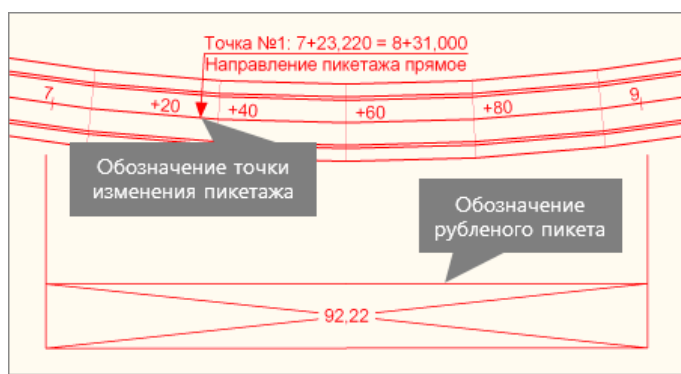 Точка №1: 7+23,220 = 8+31,000
Направление пикетажа прямое
7
+20
+40
+60
+80
9
Обозначение точки
изменения пикетажа
Обозначение
рубленого пикета
92,22